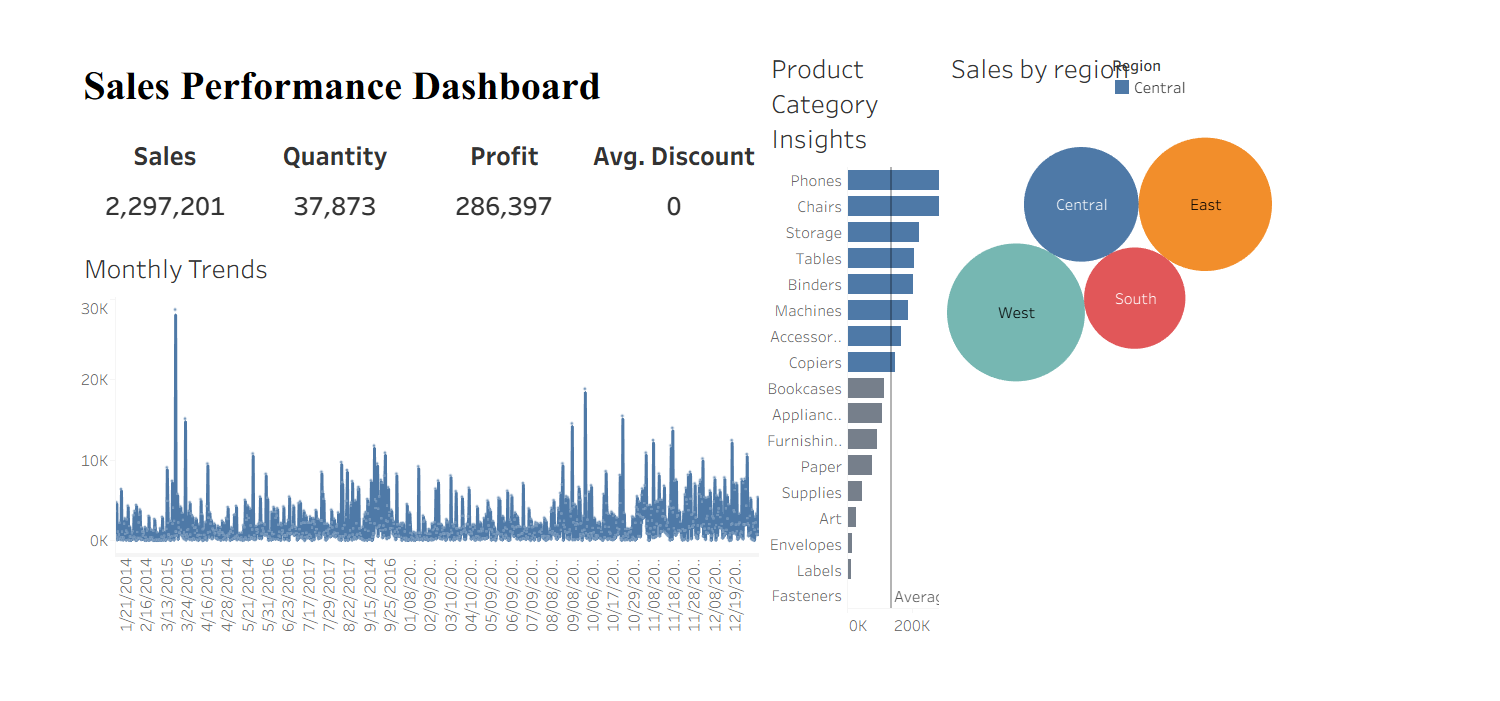 Sales Performance Dashboard
Sales Quantity Profit Avg. Discount
2,297,201 37,873 286,397 0
Monthly Trends
30K
20K
10K
0K
1/21/2014
2/16/2014
3/13/2015
3/24/2016
4/16/2015
4/28/2014
5/21/2014
5/31/2016
6/23/2016
7/17/2017
7/29/2017
8/22/2017
9/15/2014
9/25/2016
01/08/20..
02/09/20..
03/10/20..
04/10/20..
05/09/20..
06/09/20..
07/09/20..
08/08/20..
09/08/20..
10/06/20..
10/17/20..
10/29/20..
11/08/20..
11/18/20..
11/28/20..
12/08/20..
12/19/20..
Product
Category
Insights
Phones
Chairs
Storage
Tables
Binders
Machines
Accessor..
Copiers
Bookcases
Applianc..
Furnishin..
Paper
Supplies
Art
Envelopes
Labels
Fasteners
Averag
0K 200K
Sales by region
Region
Central
Central
East
West
South